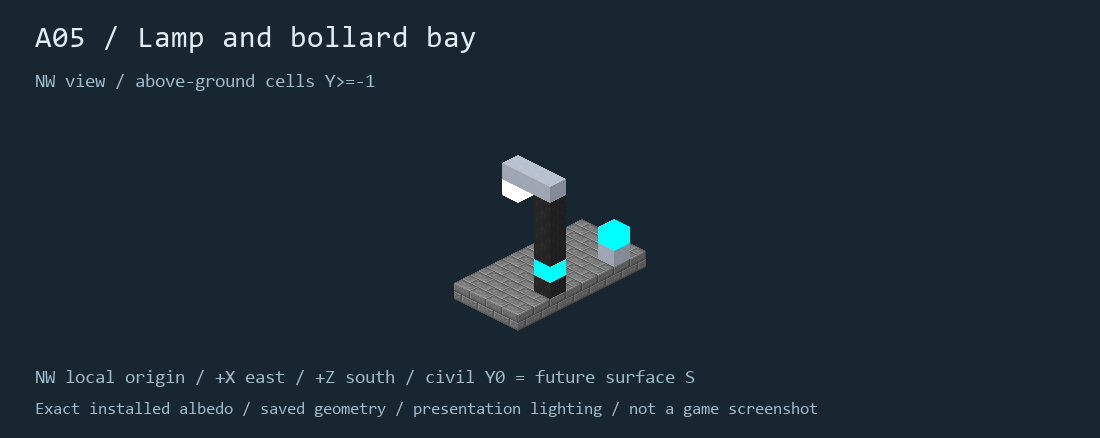 A05 / Lamp and bollard bay
NW view / above-ground cells Y>=-1
NW local origin / +X east / +Z south / civil Y0 = future surface S
Exact installed albedo / saved geometry / presentation lighting / not a game screenshot